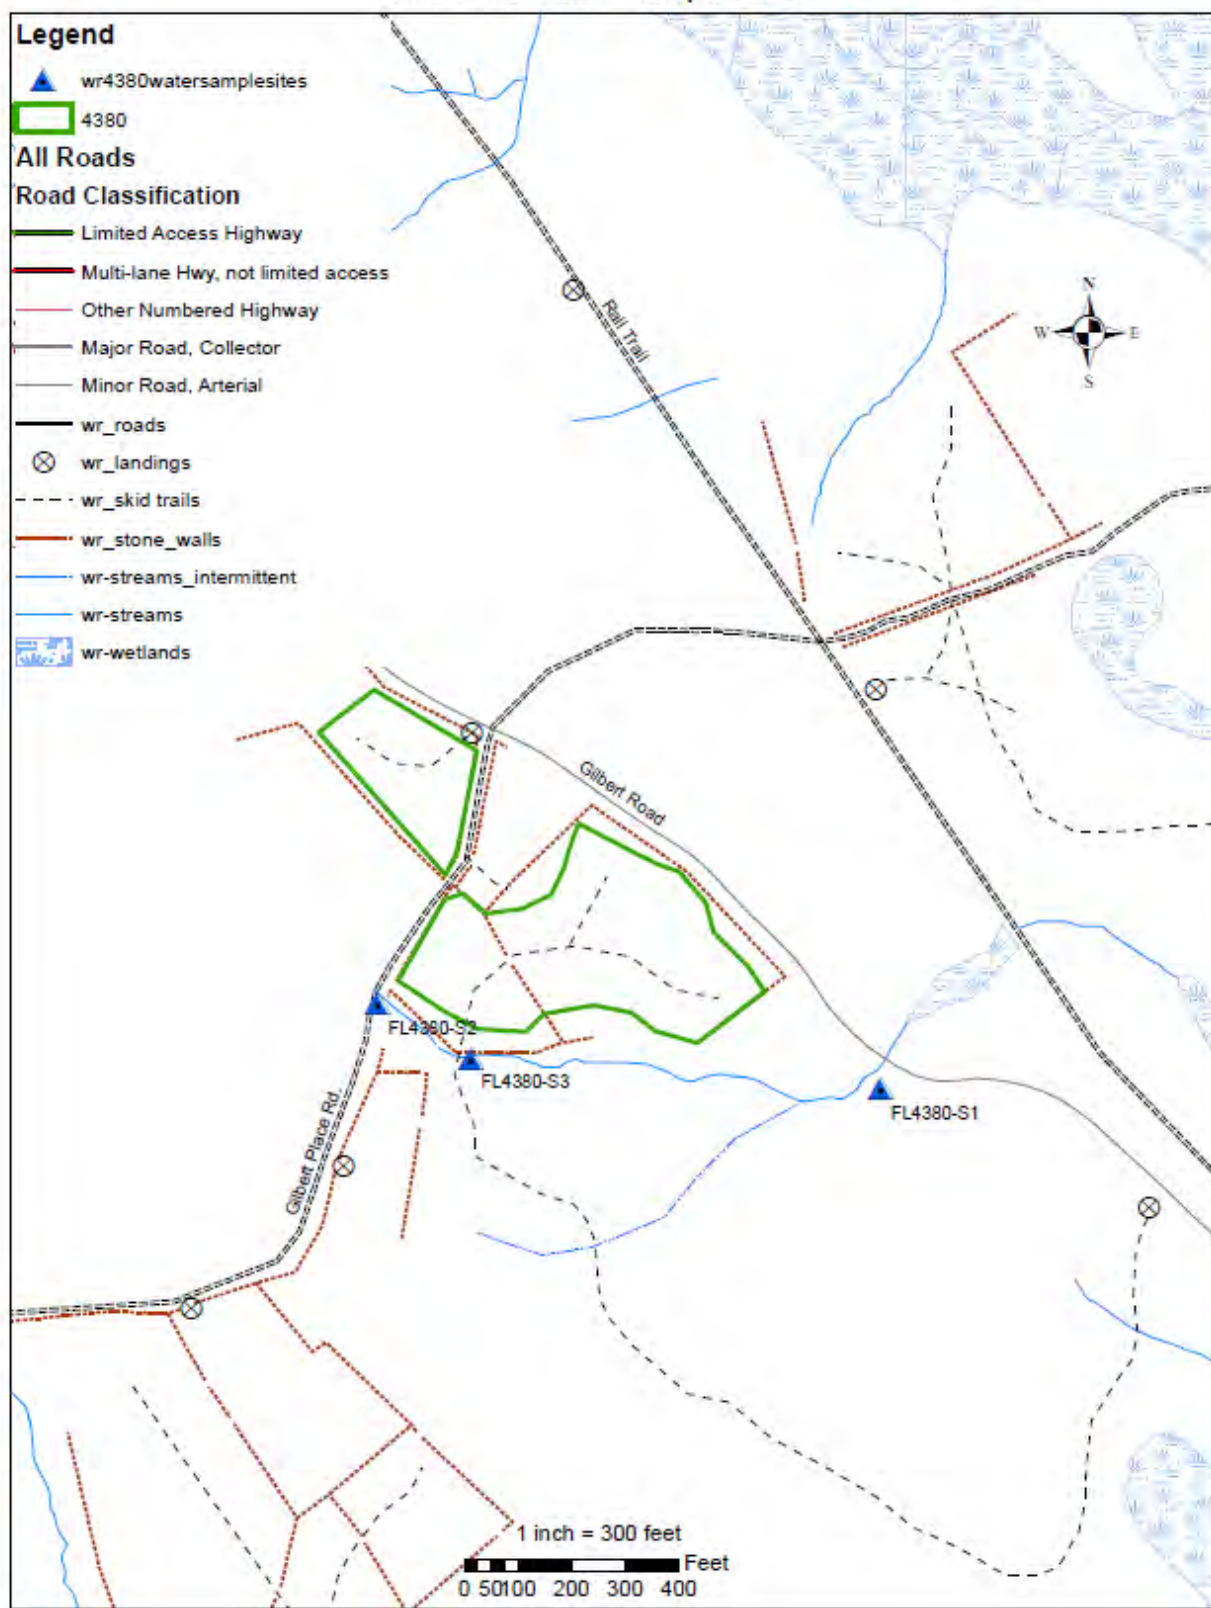 Legend
wr4380watersamplesites
4380
All Roads
Road Classification
Limited Access Highway
Multi-lane Hwy, not limited access
Other Numbered Highway
Major Road, Collector
Minor Road, Arterial
wr_roads
wr_landings
wr_skid trails
wr_stone_walls
wr-streams_intermittent
wr-streams
wr-wetlands
N
W E
S
Rail Trail
Gilbert Road
FL4380-S2
FL4380-S3
FL4380-S1
Gilbert Place Rd.
1 inch = 300 feet
Feet
0 50100 200 300 400